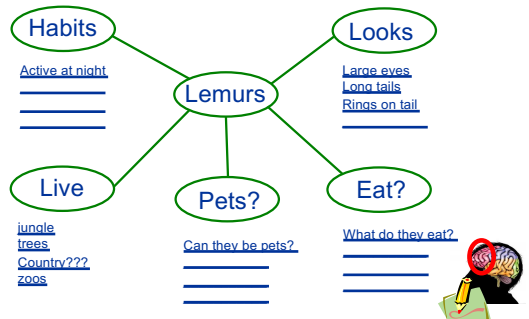 Habits
Active at night
Looks
Large eyes
Long tails
Rings on tail
Lemurs
Live
jungle
trees
Country???
zoos
Pets?
Can they be pets?
Eat?
What do they eat?